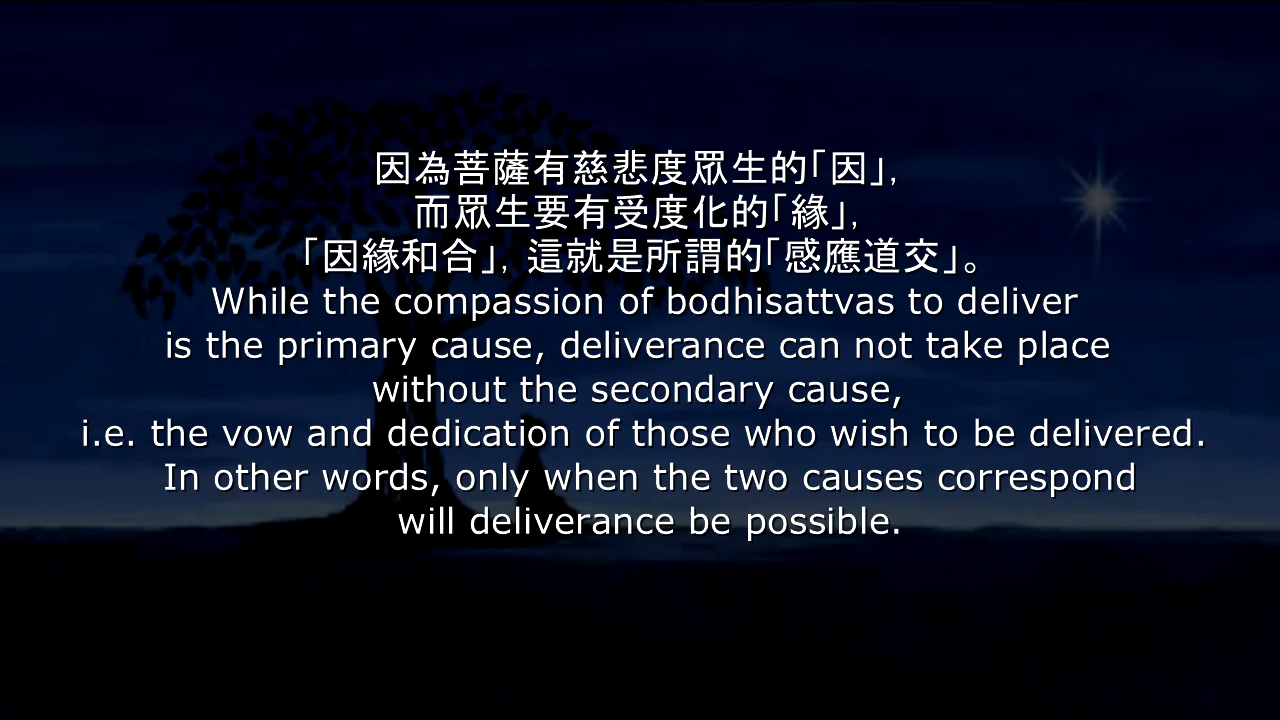 因為菩薩有慈悲度眾生的「因」,
而眾生要有受度化的「緣」,
「因緣和合」, 這就是所謂的「感應道交」。
While the compassion of bodhisattvas to deliver
is the primary cause, deliverance can not take place
without the secondary cause,
i.e. the vow and dedication of those who wish to be delivered.
In other words, only when the two causes correspond
will deliverance be possible.